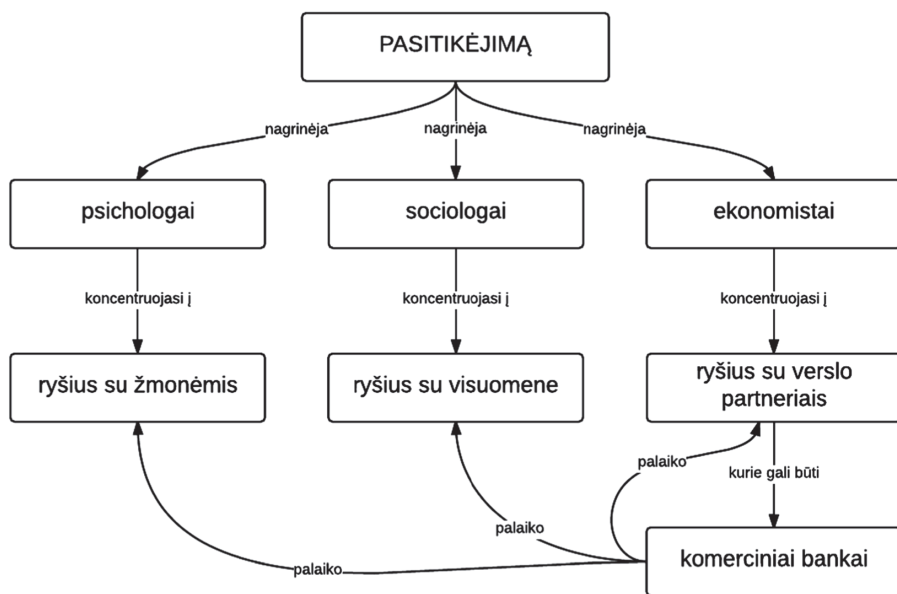 PASITIKĖJIMĄ
nagrinėja
nagrinėja
nagrinėja
psichologai
sociologai
ekonomistai
koncentruojasi į
koncentruojasi į
koncentruojasi į
ryšius su žmonėmis
ryšius su visuomene
ryšius su verslo
partneriais
palaiko
kurie gali būti
palaiko
palaiko
komerciniai bankai